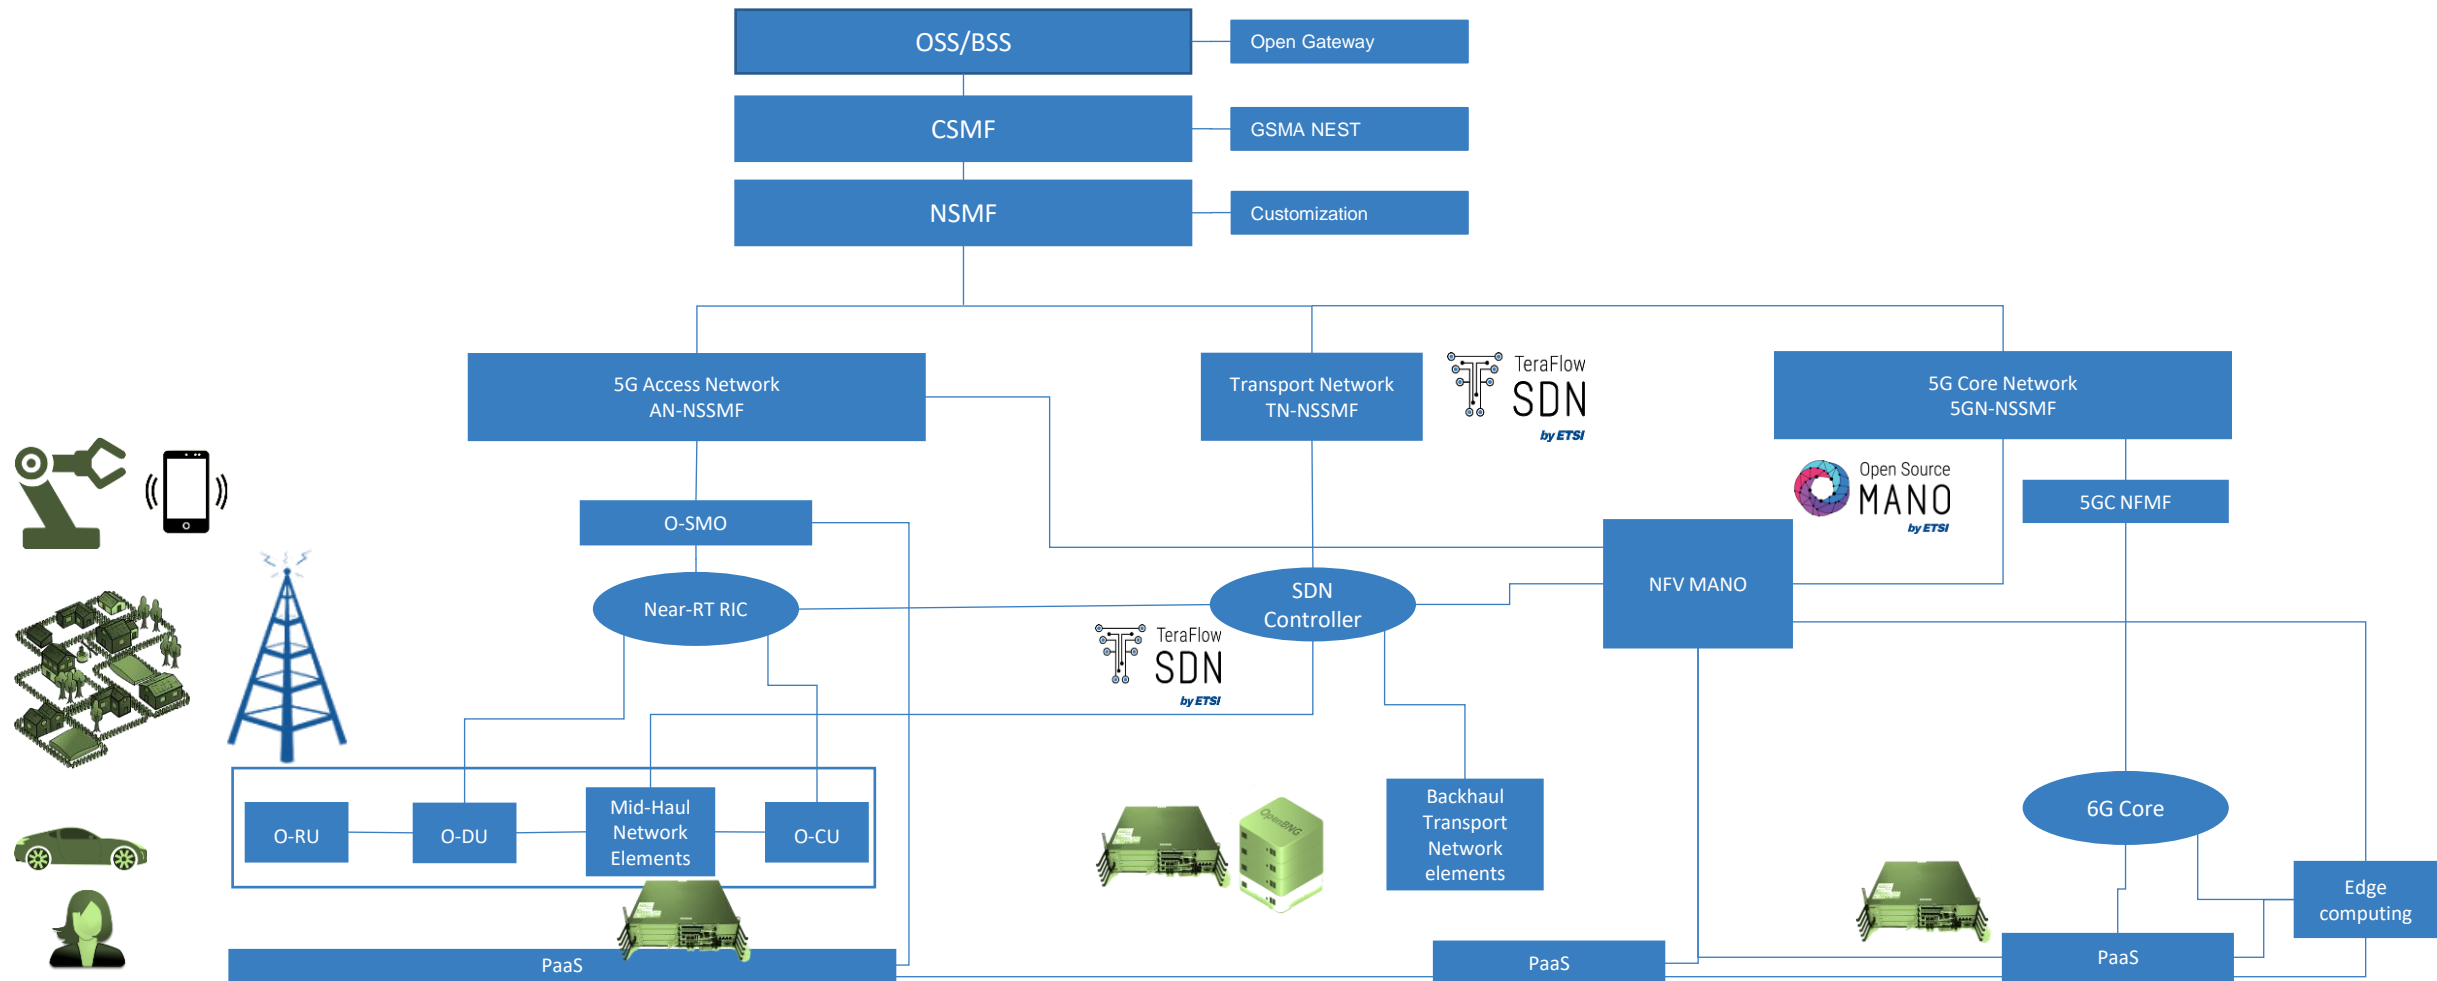 OSS/BSS
Open Gateway
CSMF
GSMA NEST
NSMF
Customization
5G Access Network
AN-NSSMF
Transport Network
TN-NSSMF
TeraFlow
SDN
by ETSI
5G Core Network
5GN-NSSMF
Open Source
MANO
by ETSI
5GC NFMF
O-SMO
NFV MANO
Near-RT RIC
SDN
Controller
TeraFlow
SDN
by ETSI
O-RU
O-DU
Mid-Haul
Network
Elements
O-CU
OpenBNG
Backhaul
Transport
Network
elements
6G Core
Edge
computing
PaaS
PaaS
PaaS